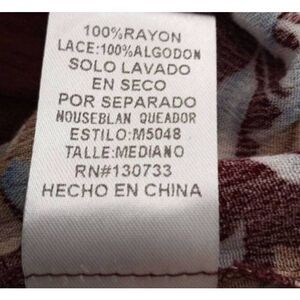 100%RAYON
LACE:100%ALGODON
SOLO LAVADO
EN SECO
POR SEPARADO
NOUSEBLAN QUEADOR
ESTILO:M5048
TALLE:MEDIANO
RN#130733
HECHO EN CHINA